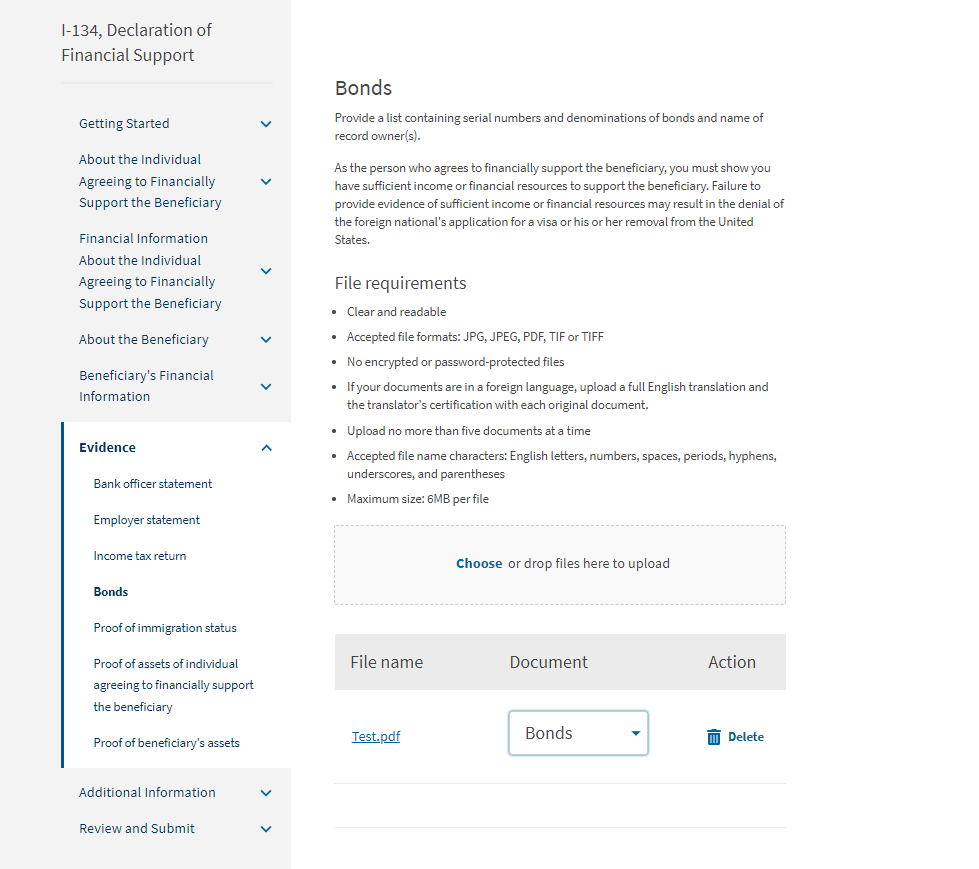 I-134, Declaration of
Financial Support
Getting Started
About the Individual
Agreeing to Financially
Support the Beneficiary
Financial Information
About the Individual
Agreeing to Financially
Support the Beneficiary
About the Beneficiary
Beneficiary's Financial
Information
Evidence
Bank officer statement
Employer statement
Income tax return
Bonds
Proof of immigration status
Proof of assets of individual
agreeing to financially support
the beneficiary
Proof of beneficiary's assets
Additional Information
Review and Submit
Bonds
Provide a list containing serial numbers and denominations of bonds and name of
record owner(s).
As the person who agrees to financially support the beneficiary, you must show you
have sufficient income or financial resources to support the beneficiary. Failure to
provide evidence of sufficient income or financial resources may result in the denial of
the foreign national's application for a visa or his or her removal from the United
States.
File requirements
Clear and readable
Accepted file formats: JPG, JPEG, PDF, TIF or TIFF
No encrypted or password-protected files
If your documents are in a foreign language, upload a full English translation and
the translator's certification with each original document.
Upload no more than five documents at a time
Accepted file name characters: English letters, numbers, spaces, periods, hyphens,
underscores, and parentheses
Maximum size: 6MB per file
Choose or drop files here to upload
File name Document Action
Test.pdf Bonds Delete